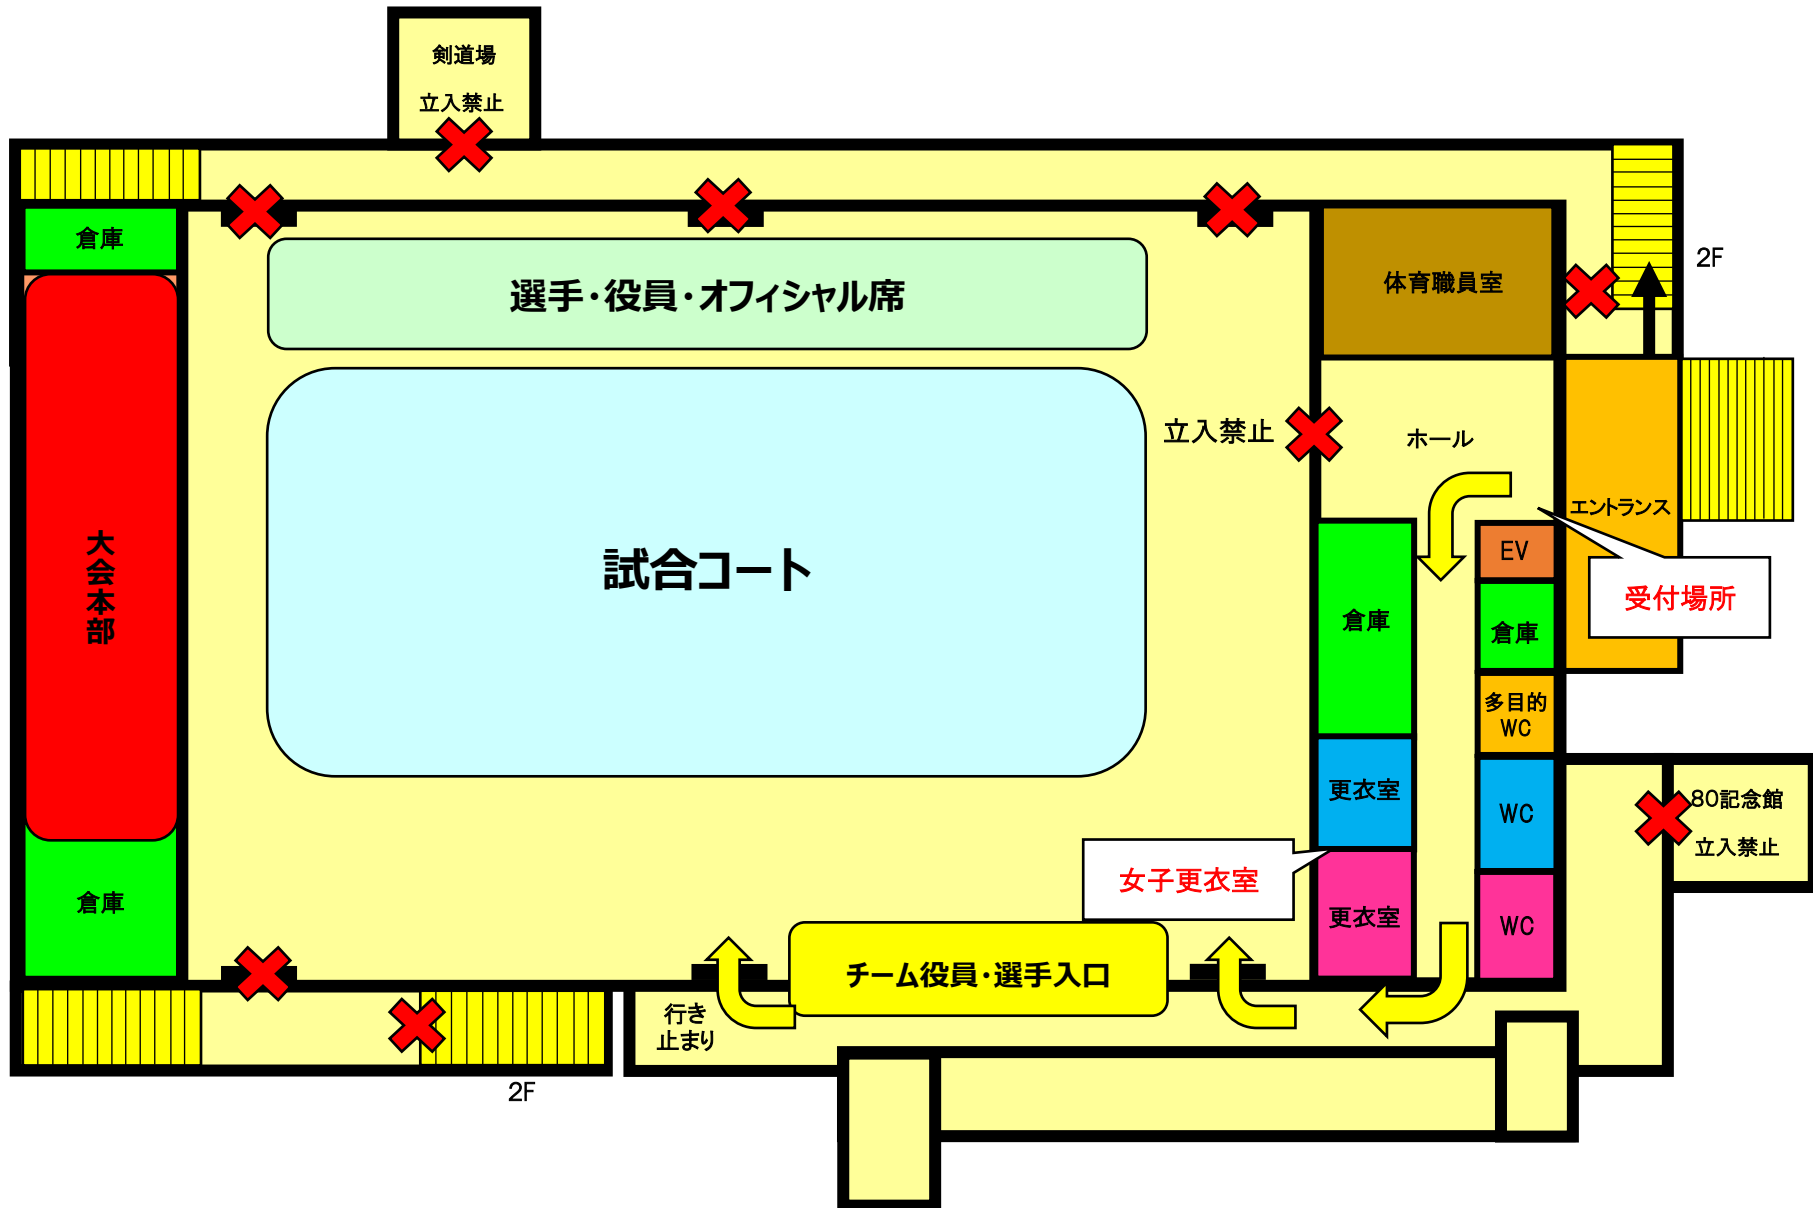 剣道場
立入禁止
倉庫
選手・役員・オフィシャル席
体育職員室
2F
立入禁止
ホール
エントランス
大会本部
試合コート
EV
受付場所
倉庫
倉庫
多目的
WC
更衣室
WC
80記念館
立入禁止
女子更衣室
倉庫
更衣室
WC
チーム役員・選手入口
行き
止まり
2F